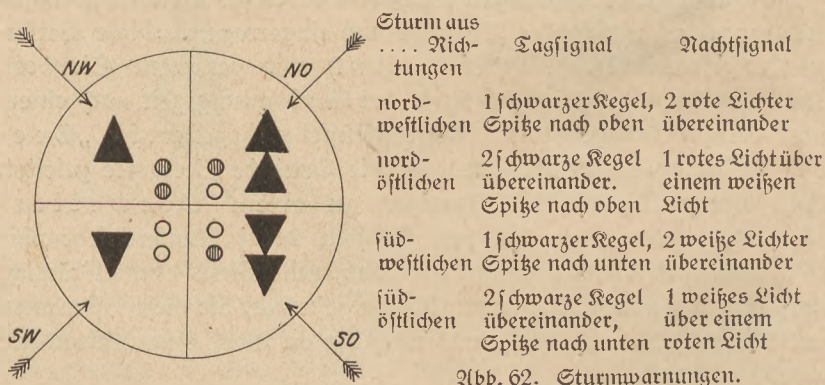 NW
NO
SW
SO
Sturm aus
.... Rich- Tagsignal Nachtsignal
tungen
nord- 1 schwarzer Kegel, 2 rote Lichter
westlichen Spitze nach oben übereinander
nord- 2 schwarze Kegel 1 rotes Licht über
östlichen übereinander. einem weißen
Spitze nach oben Licht
süd- 1 schwarzer Kegel, 2 weiße Lichter
westlichen Spitze nach unten übereinander
süd- 2 schwarze Kegel 1 weißes Licht
östlichen übereinander, über einem
Spitze nach unten roten Licht
Abb. 62. Sturmwarnungen.